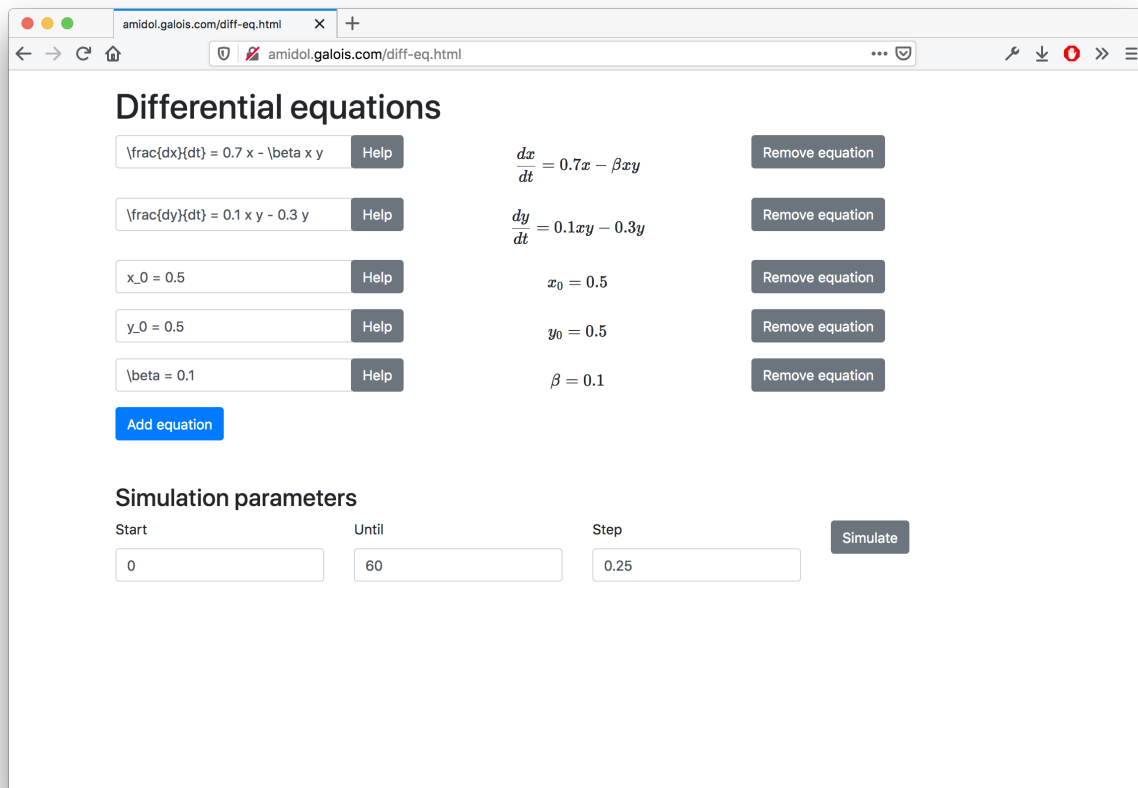 amidol.galois.com/diff-eq.html
amidol.galois.com/diff-eq.html
Differential equations
\frac{dx}{dt} = 0.7 x - \beta x y Help dx/dt = 0.7x − βxy Remove equation
\frac{dy}{dt} = 0.1 x y - 0.3 y Help dy/dt = 0.1xy − 0.3y Remove equation
x_0 = 0.5 Help x₀ = 0.5 Remove equation
y_0 = 0.5 Help y₀ = 0.5 Remove equation
\beta = 0.1 Help β = 0.1 Remove equation
Add equation
Simulation parameters
Start Until Step Simulate
0 60 0.25